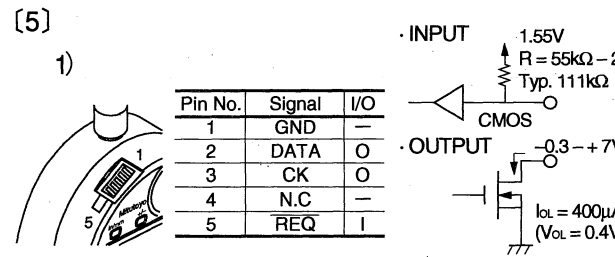 [5]
1)
Pin No. Signal I/O
1 GND —
2 DATA O
3 CK O
4 N.C —
5 REQ I
1
5
Mitutoyo
· INPUT
1.55V
R = 55kΩ – 2
Typ. 111kΩ
CMOS
· OUTPUT
–0.3 – + 7V
IOL = 400μA
(VOL = 0.4V